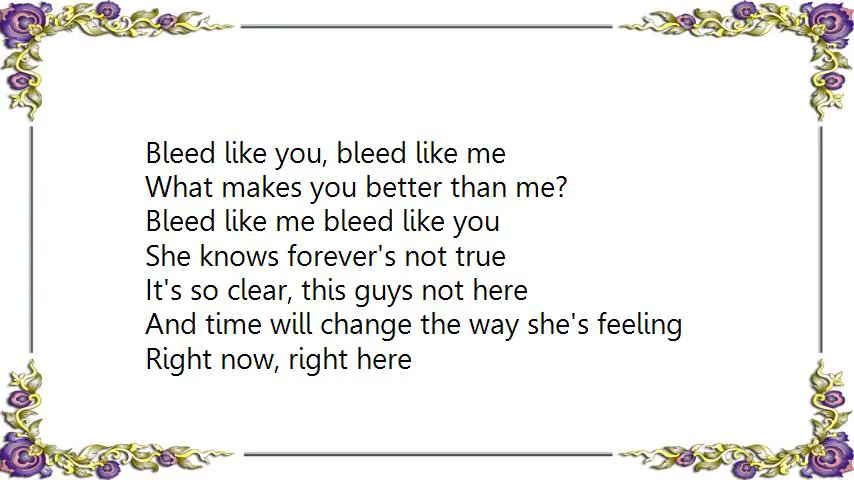 Bleed like you, bleed like me
What makes you better than me?
Bleed like me bleed like you
She knows forever's not true
It's so clear, this guys not here
And time will change the way she's feeling
Right now, right here